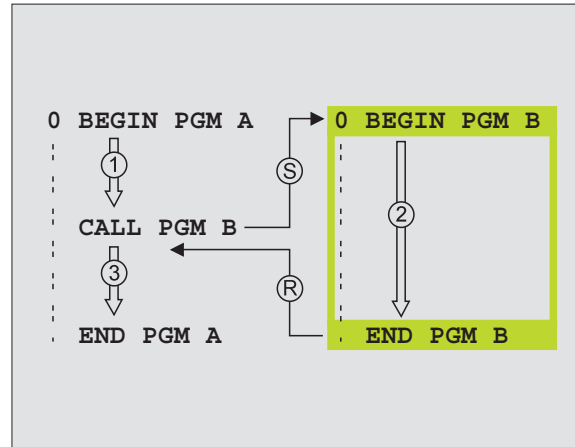 0 BEGIN PGM A
1
CALL PGM B
3
END PGM A
S
R
0 BEGIN PGM B
2
END PGM B